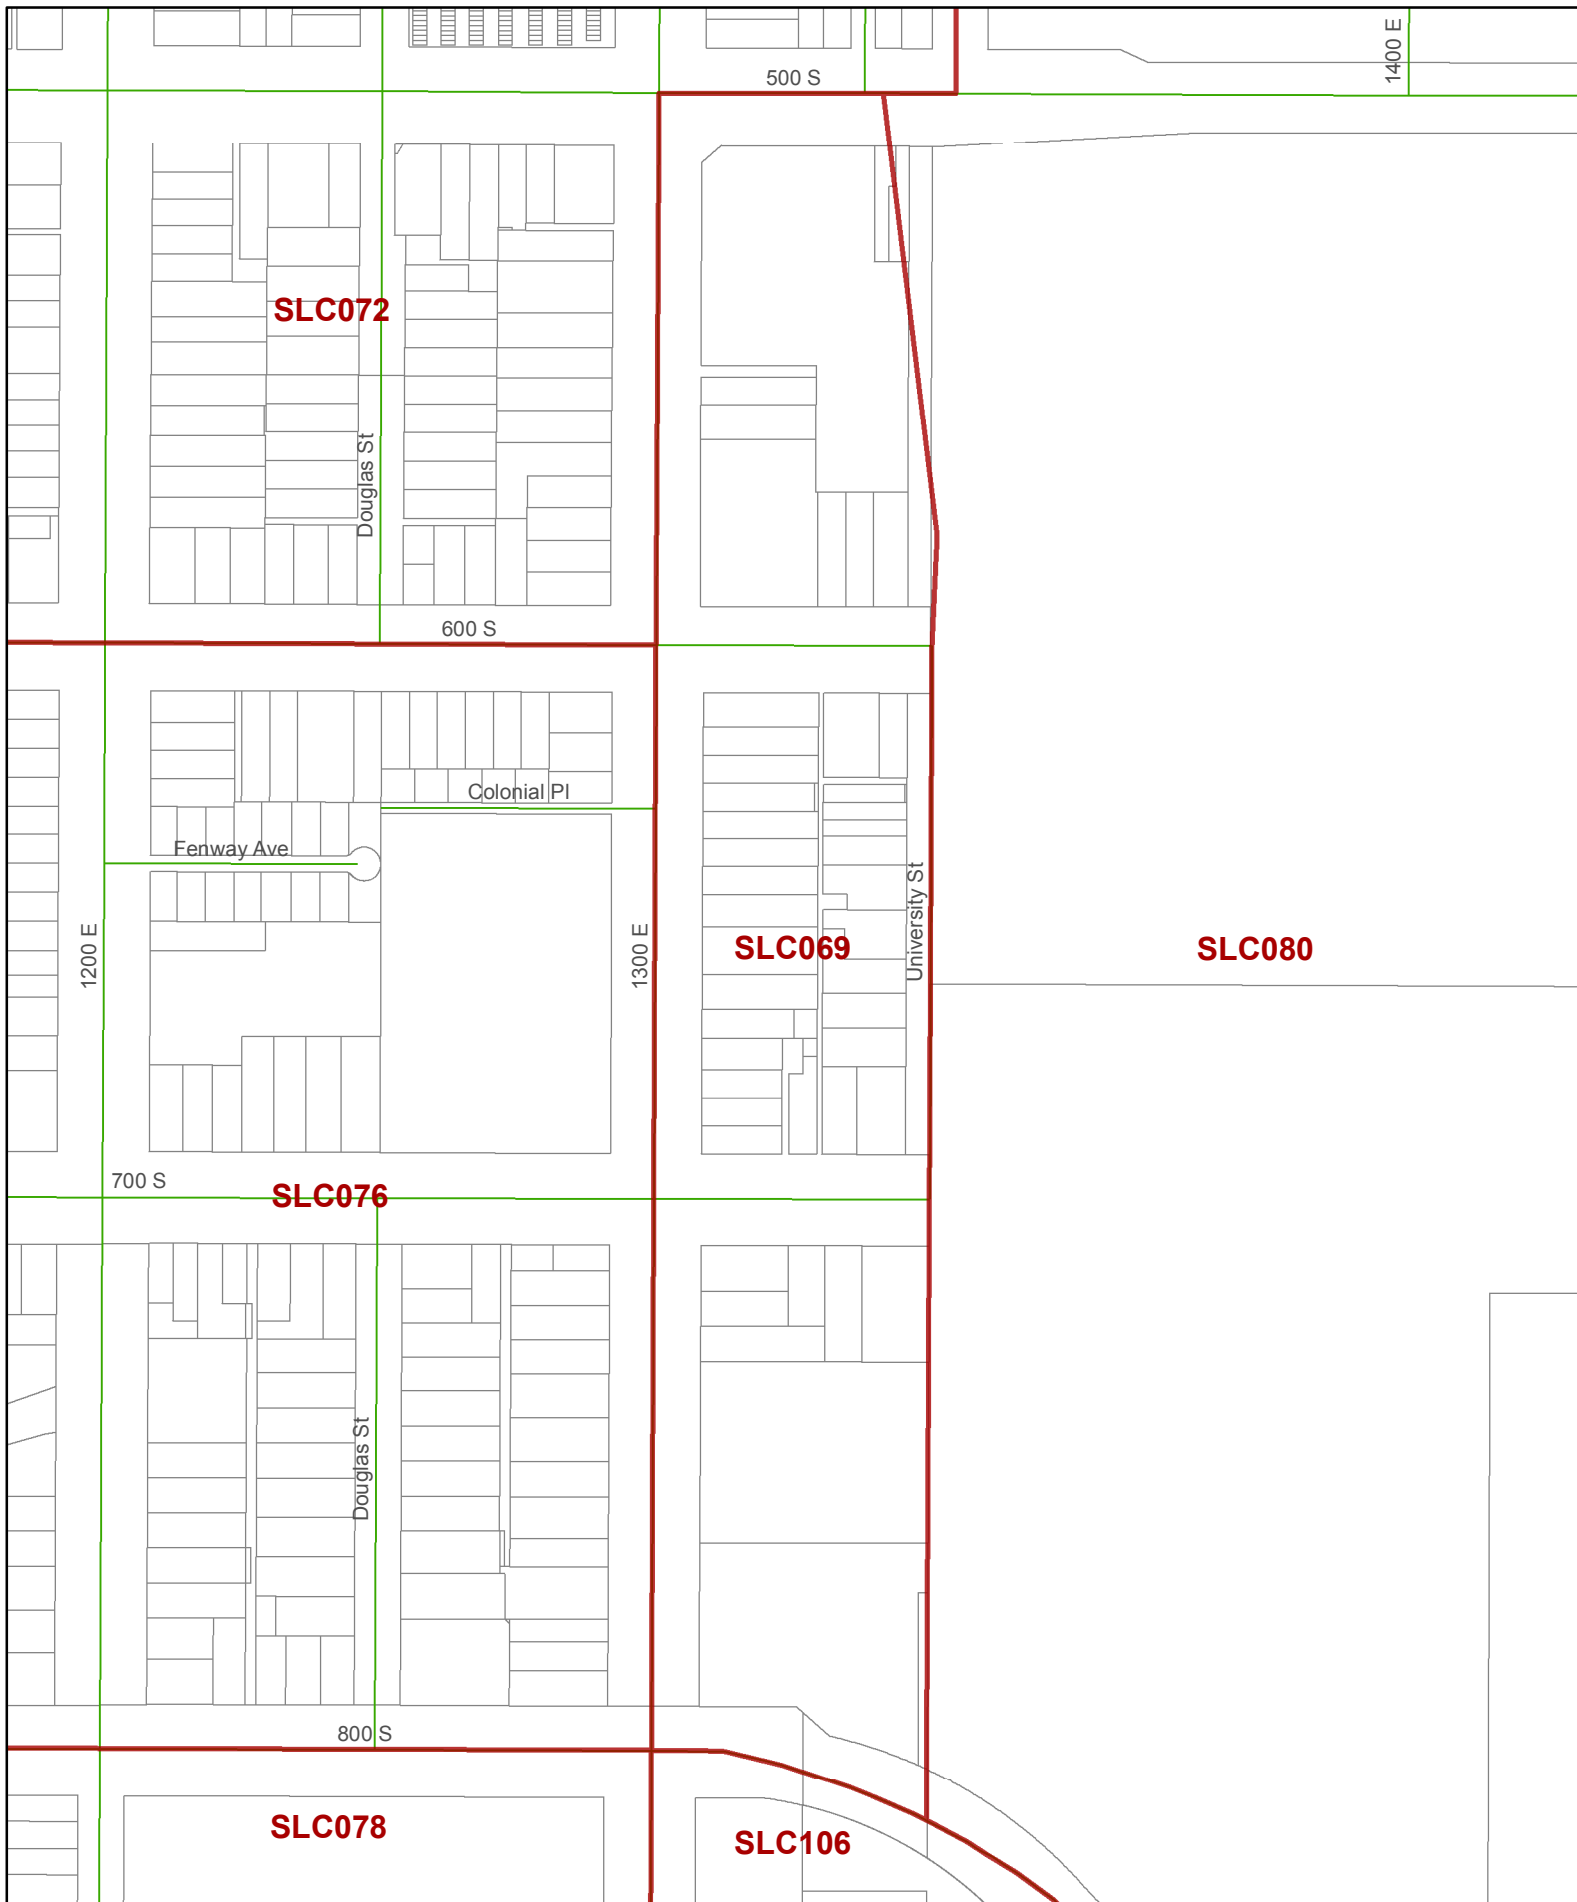 1400 E
500 S
SLC072
Douglas St
600 S
Colonial Pl
Fenway Ave
1200 E
1300 E
SLC069
University St
SLC080
700 S
SLC076
Douglas St
800 S
SLC078
SLC106